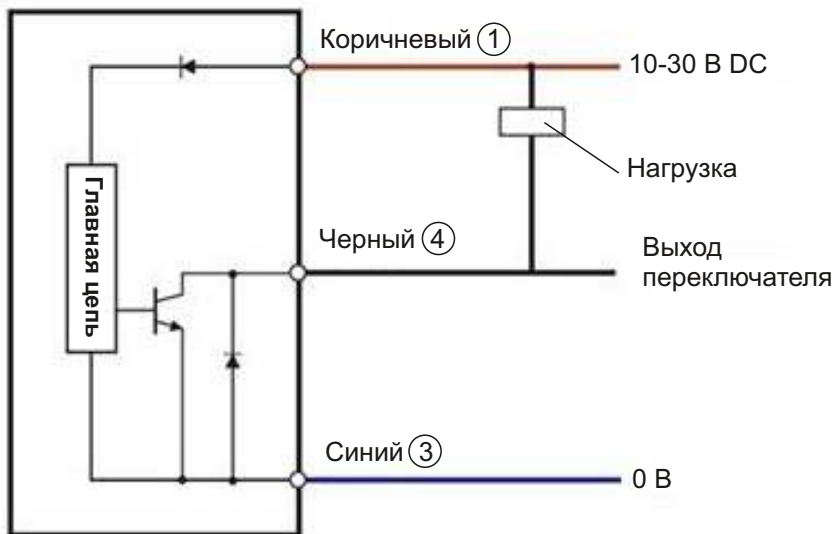 Коричневый ①
10-30 В DC
Нагрузка
Главная цепь
Черный ④
Выход
переключателя
Синий ③
0 В